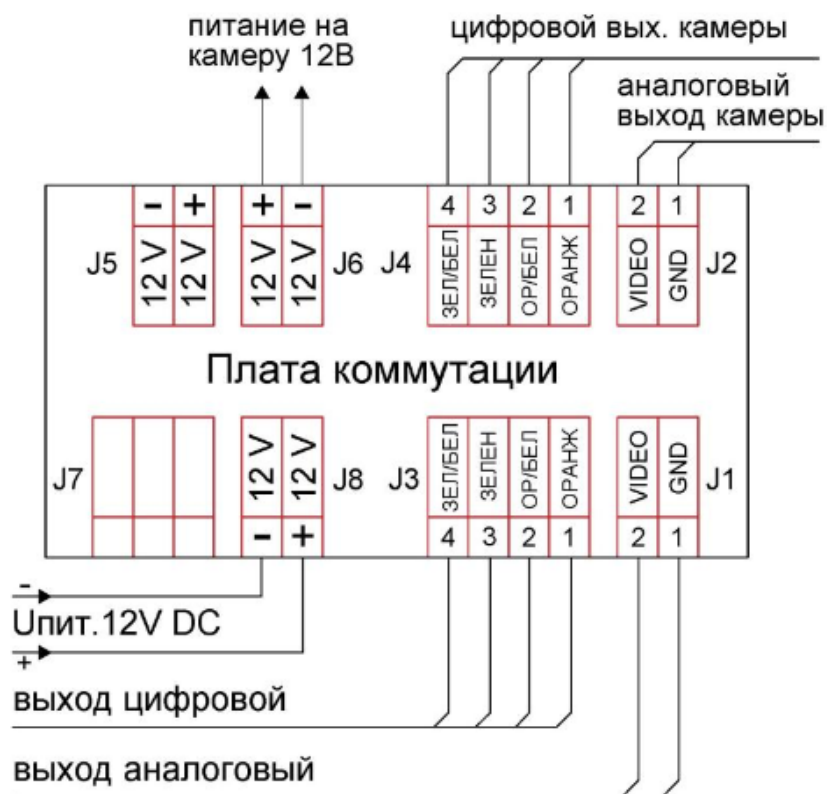 питание на
камеру 12В
цифровой вых. камеры
аналоговый
выход камеры
- + + - 4 3 2 1 2 1
J5 12 V 12 V 12 V 12 V J6 J4 ЗЕЛ/БЕЛ ЗЕЛЕН ОР/БЕЛ ОРАНЖ VIDEO GND J2
Плата коммутации
J7 12 V 12 V J8 J3 ЗЕЛ/БЕЛ ЗЕЛЕН ОР/БЕЛ ОРАНЖ VIDEO GND J1
- + 4 3 2 1 2 1
-
Uпит.12V DC
+
выход цифровой
выход аналоговый